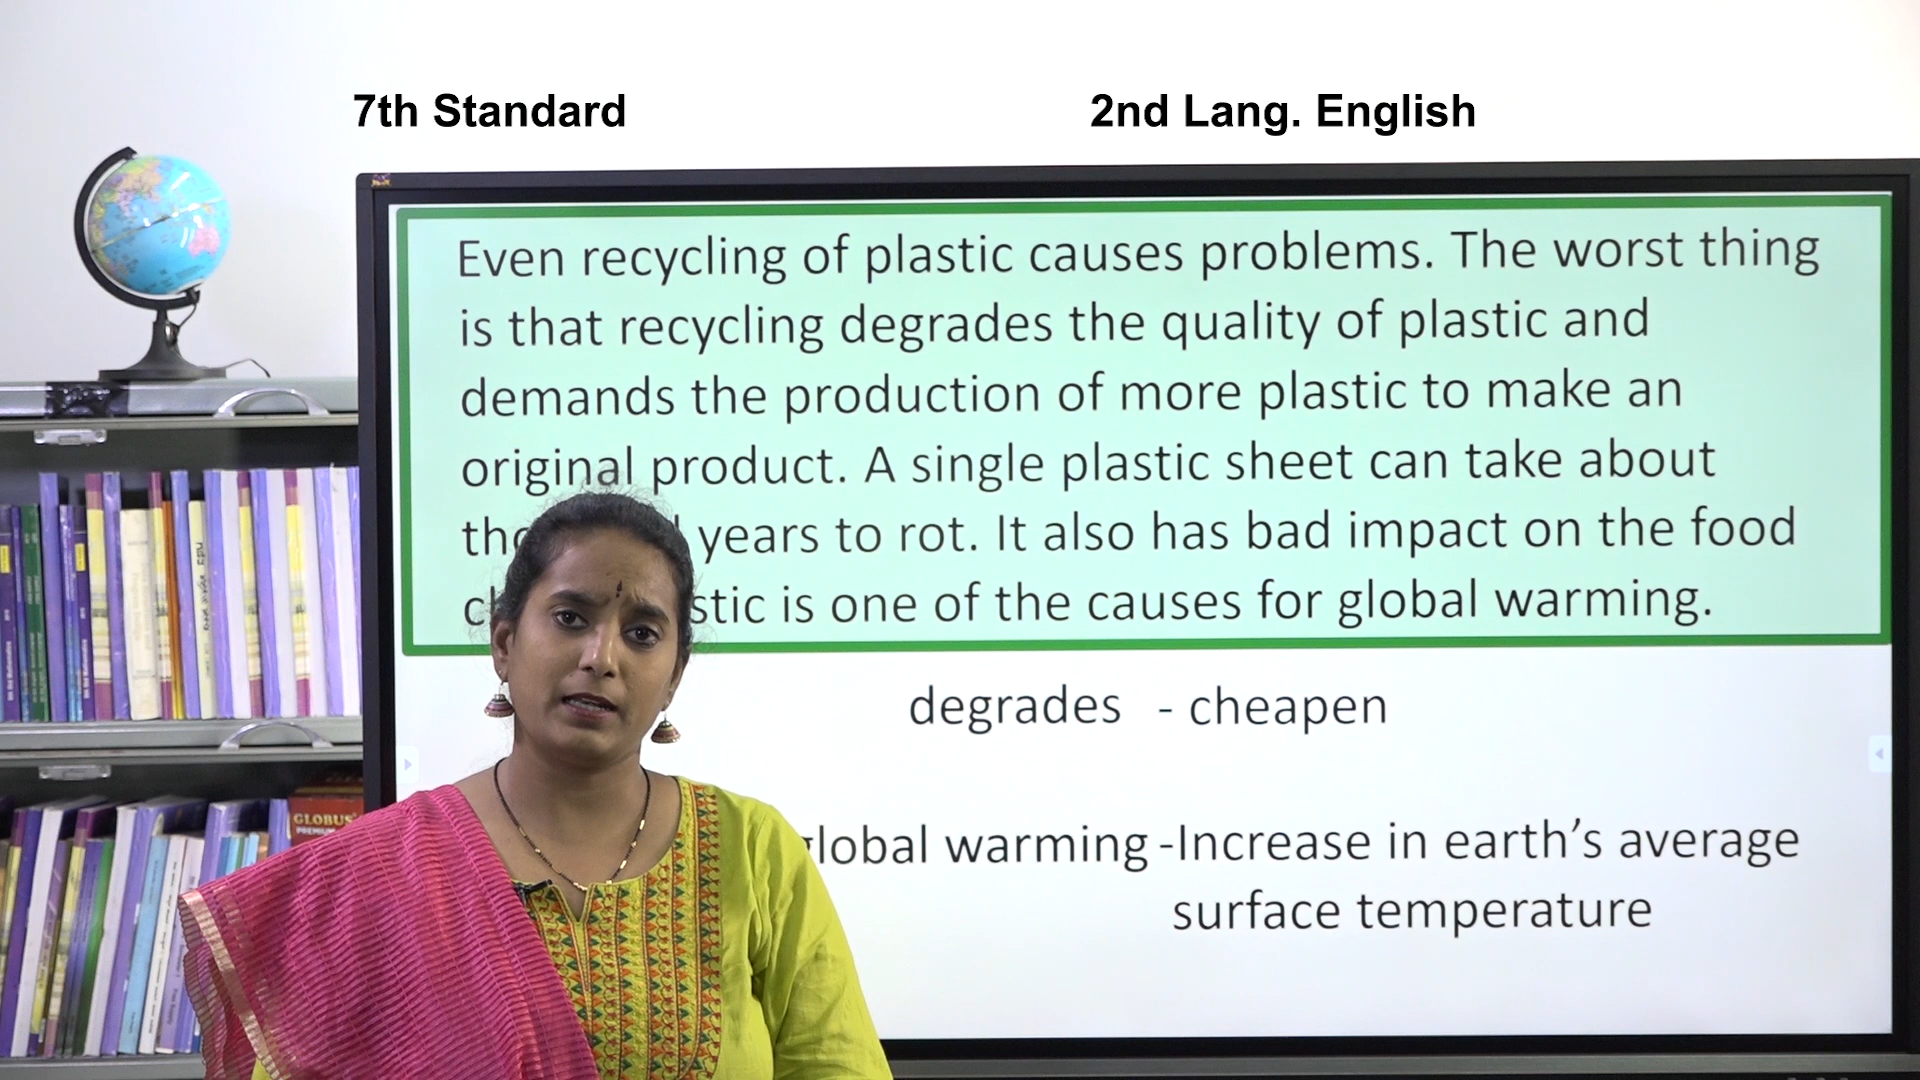 7th Standard
2nd Lang. English
Even recycling of plastic causes problems. The worst thing
is that recycling degrades the quality of plastic and
demands the production of more plastic to make an
original product. A single plastic sheet can take about
years to rot. It also has bad impact on the food
is one of the causes for global warming.
degrades - cheapen
global warming -Increase in earth's average
surface temperature
GLOBUS